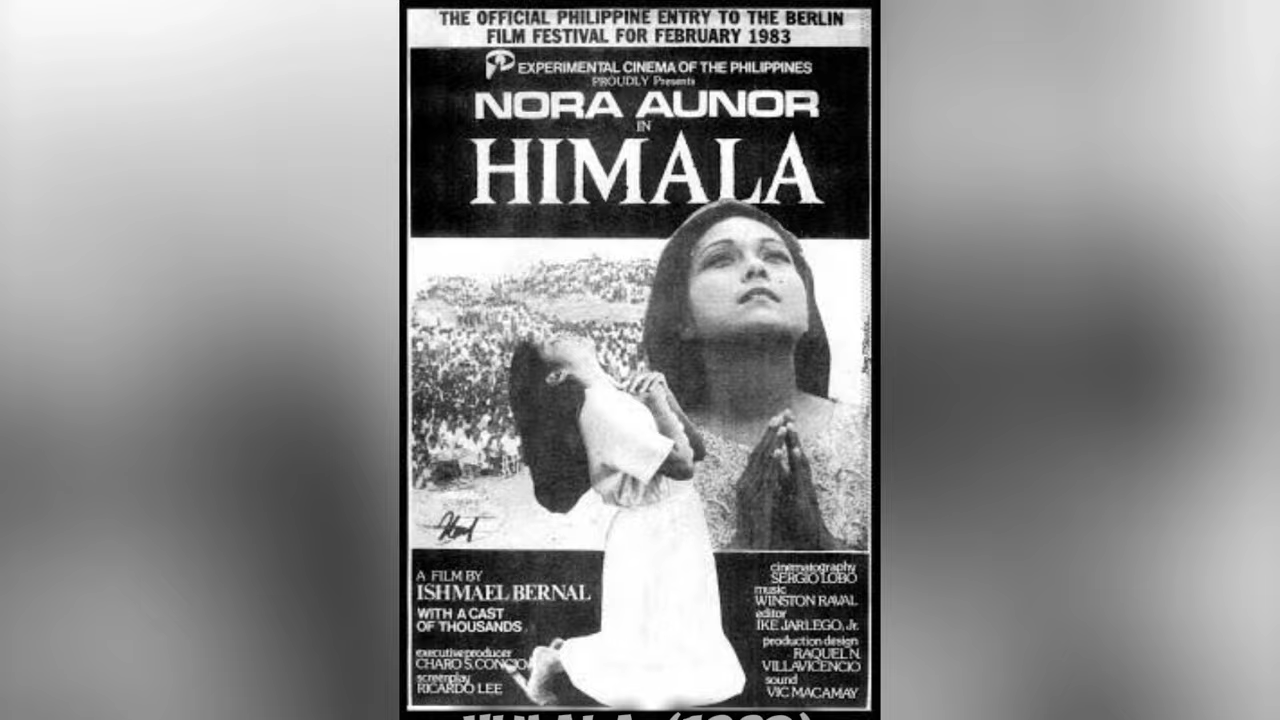 THE OFFICIAL PHILIPPINE ENTRY TO THE BERLIN
FILM FESTIVAL FOR FEBRUARY 1983
EXPERIMENTAL CINEMA OF THE PHILIPPINES
PROUDLY Presents
NORA AUNOR
IN
HIMALA
A FILM BY
ISHMAEL BERNAL
WITH A CAST
OF THOUSANDS
executive producer
CHARO S. CONCIO
screenplay
RICARDO LEE
cinematography
SERGIO LOBO
music
WINSTON RAVAL
editor
IKE JARLEGO, Jr.
production design
RAQUEL N.
VILLAVICENCIO
sound
VIC MACAMAY